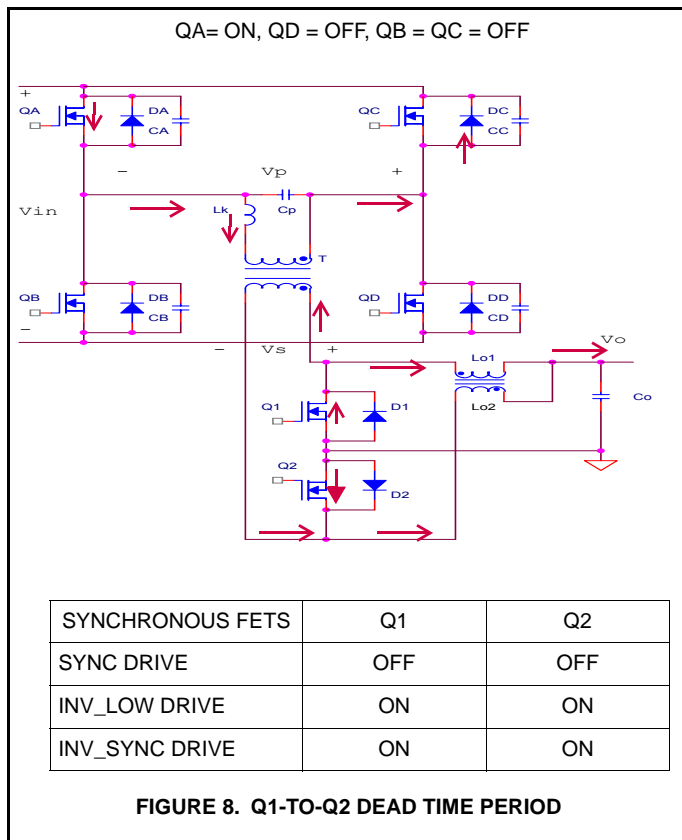 QA= ON, QD = OFF, QB = QC = OFF
+
QA
DA
CA
QC
DC
CC
-
Vp
+
Vin
Lk
Cp
T
QB
DB
CB
QD
DD
CD
-
-
Vs
+
Vo
Lo1
Lo2
Co
Q1
D1
Q2
D2
SYNCHRONOUS FETS Q1 Q2
SYNC DRIVE OFF OFF
INV_LOW DRIVE ON ON
INV_SYNC DRIVE ON ON
FIGURE 8. Q1-TO-Q2 DEAD TIME PERIOD